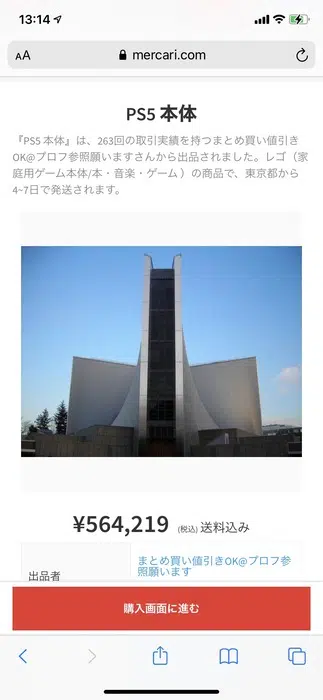 13:14
AA mercari.com
PS5 本体
『PS5 本体』は、263回の取引実績を持つまとめ買い値引き
OK@プロフ参照願いますさんから出品されました。レゴ（家
庭用ゲーム本体/本・音楽・ゲーム）の商品で、東京都から
4~7日で発送されます。
¥564,219 (税込) 送料込み
出品者
まとめ買い値引きOK@プロフ参
照願います
購入画面に進む